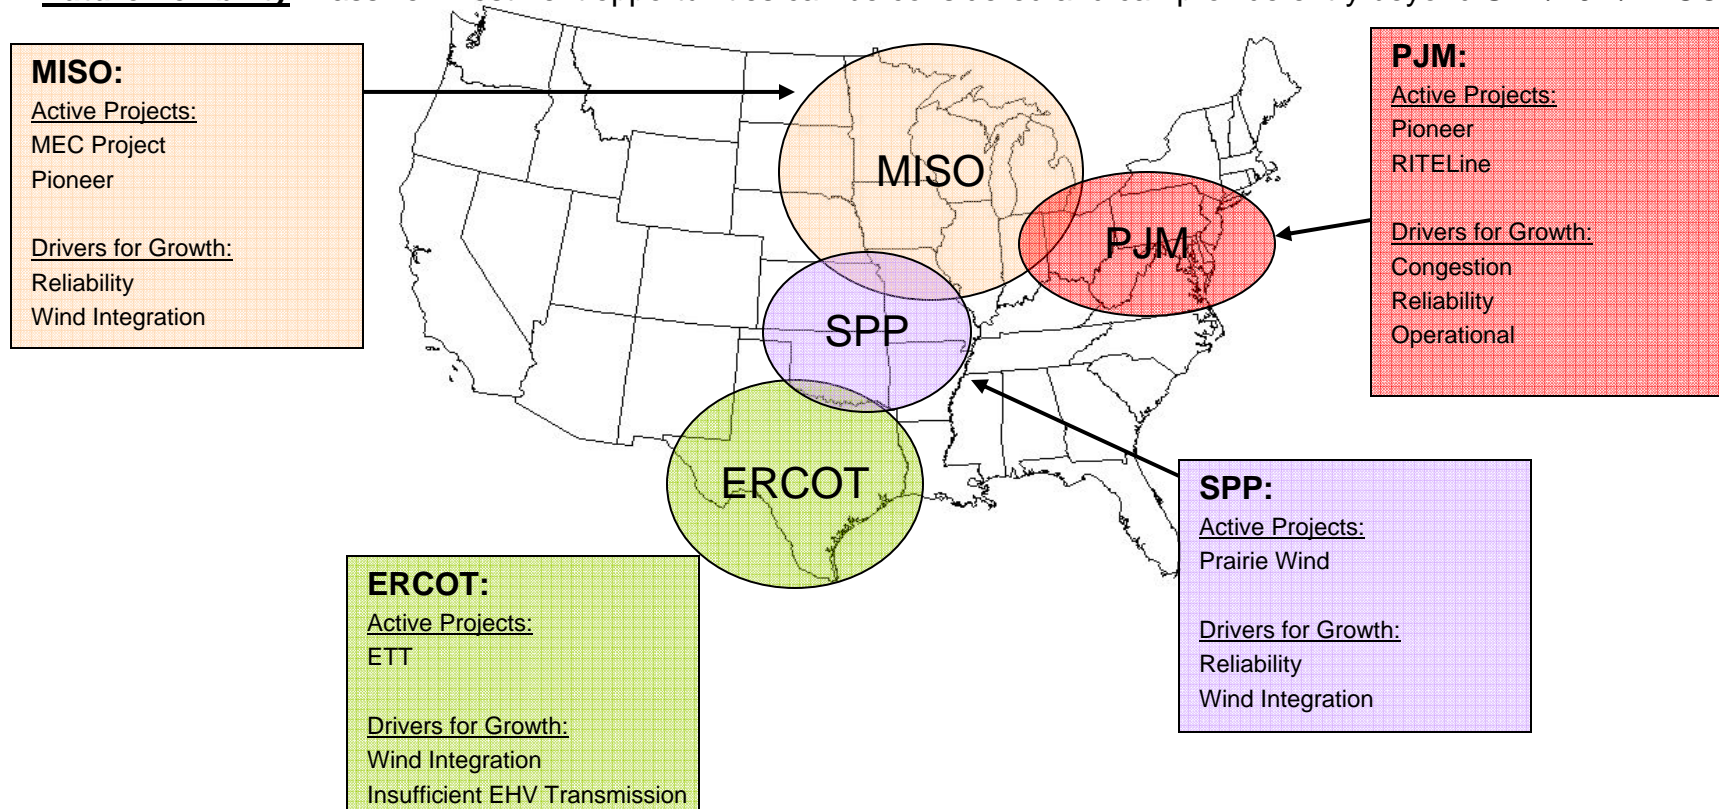 MISO:
Active Projects:
MEC Project
Pioneer
Drivers for Growth:
Reliability
Wind Integration
PJM:
Active Projects:
Pioneer
RITELine
Drivers for Growth:
Congestion
Reliability
Operational
MISO
PJM
SPP
ERCOT
SPP:
Active Projects:
Prairie Wind
Drivers for Growth:
Reliability
Wind Integration
ERCOT:
Active Projects:
ETT
Drivers for Growth:
Wind Integration
Insufficient EHV Transmission